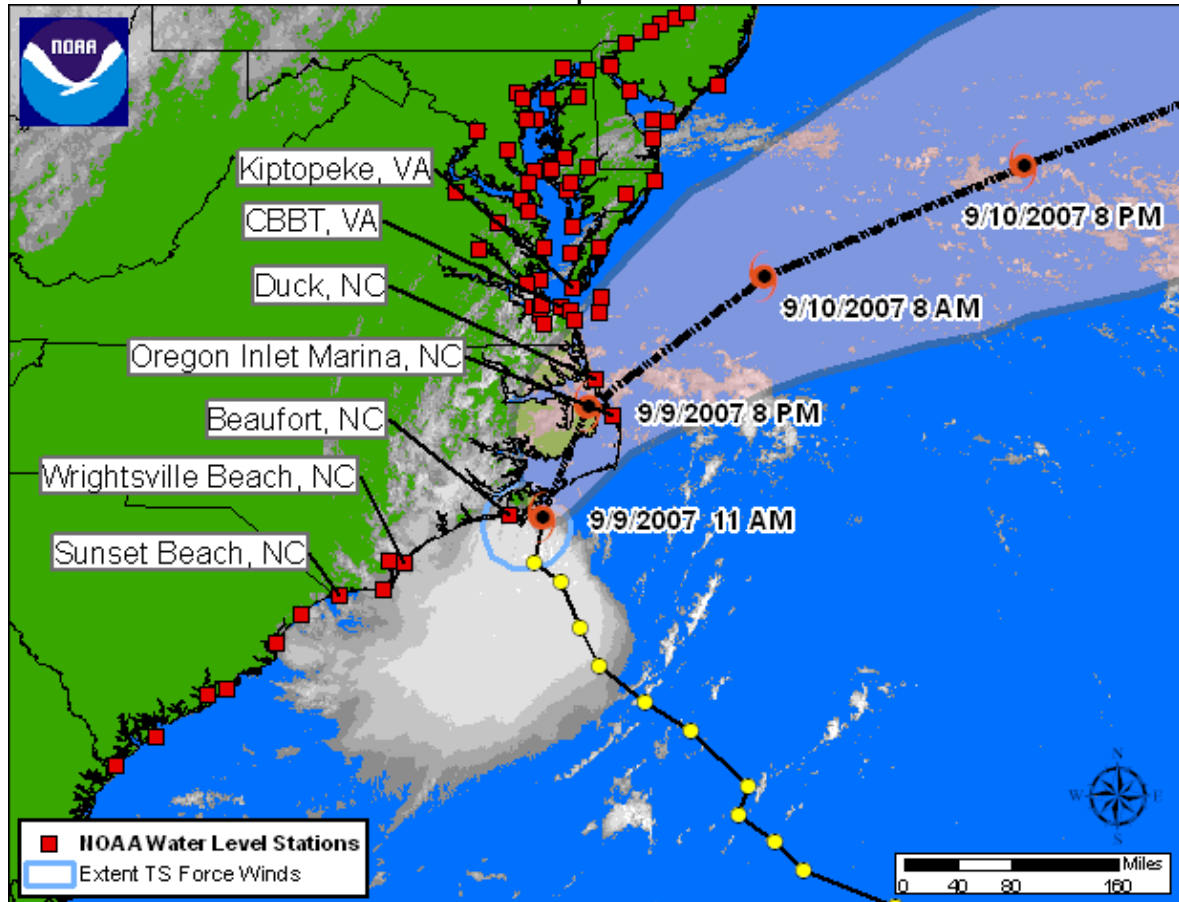 NOAA
Kiptopeke, VA
CBBT, VA
Duck, NC
Oregon Inlet Marina, NC
Beaufort, NC
Wrightsville Beach, NC
Sunset Beach, NC
9/10/2007 8 PM
9/10/2007 8 AM
9/9/2007 8 PM
9/9/2007 11 AM
N
W E
S
NOAA Water Level Stations
Extent TS Force Winds
Miles
0 40 80 160